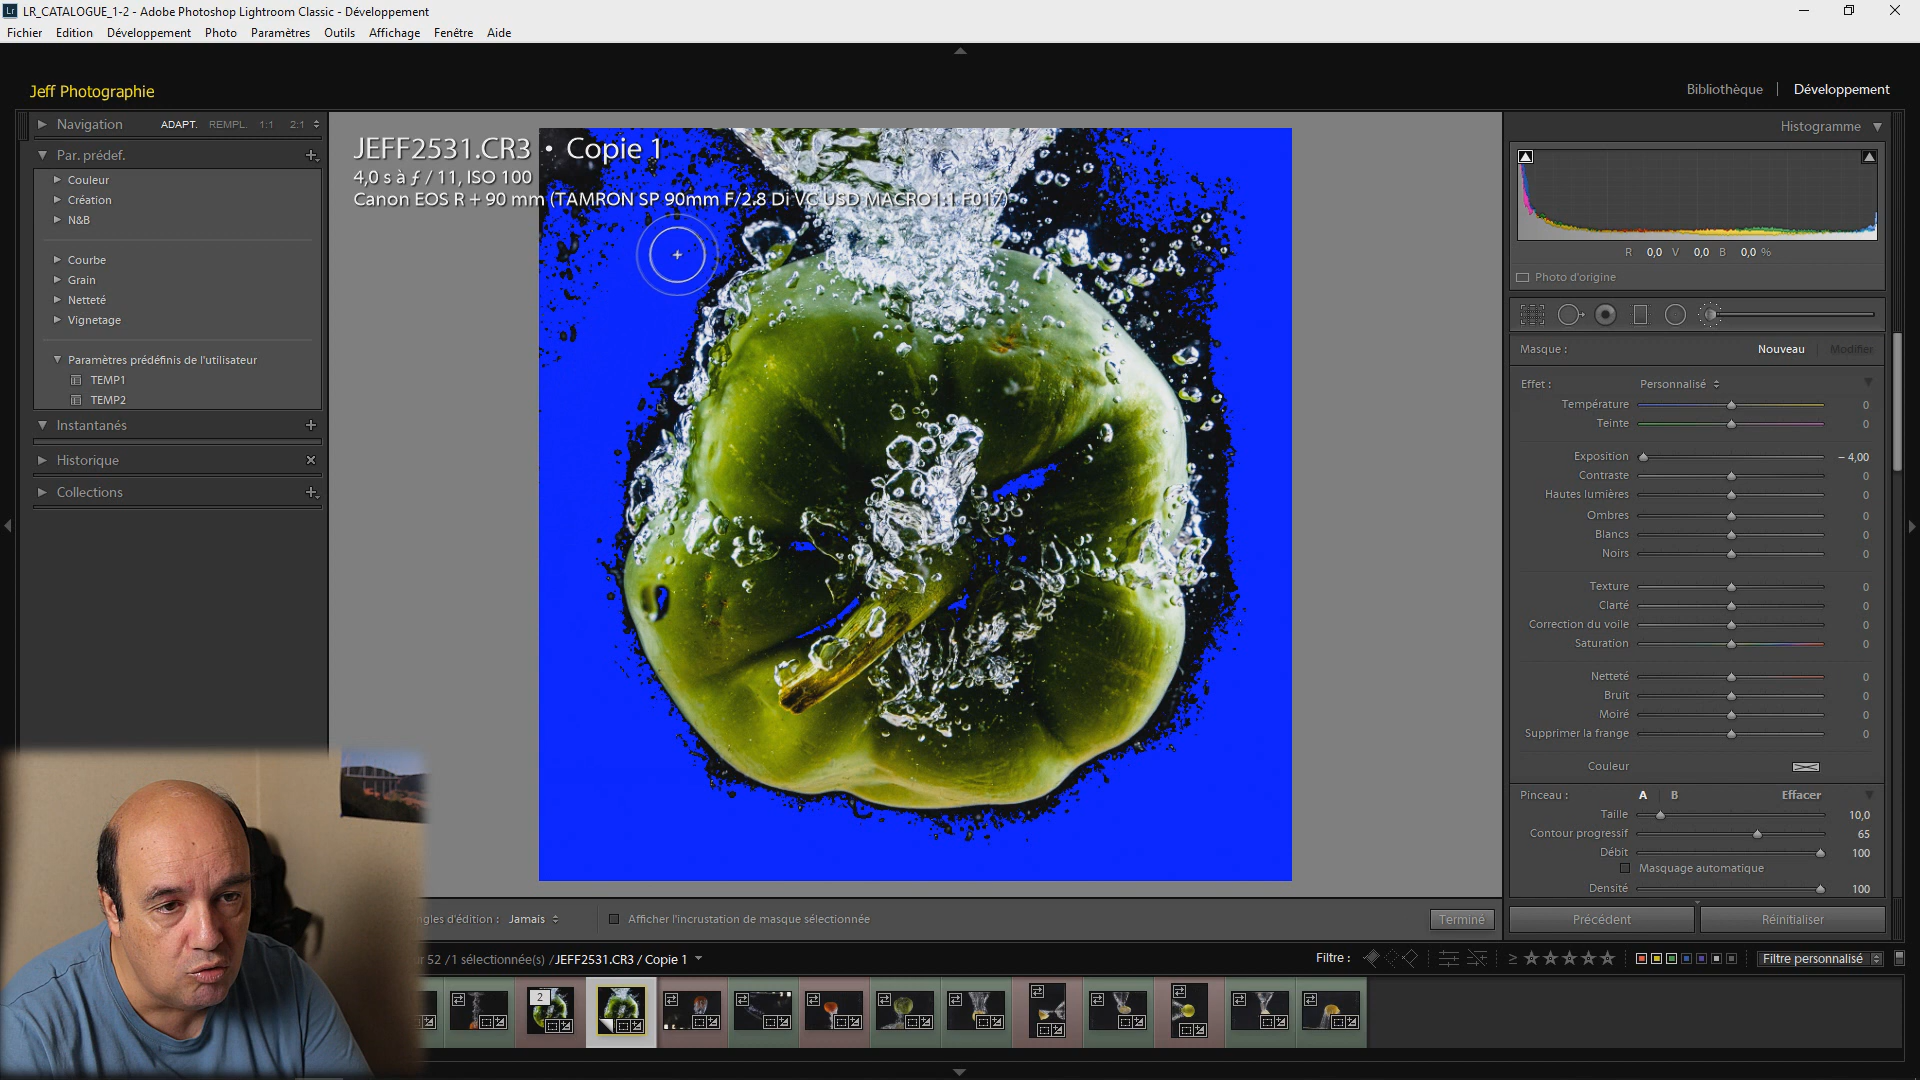 LR_CATALOGUE_1-2 - Adobe Photoshop Lightroom Classic - Développement
Fichier Edition Développement Photo Paramètres Outils Affichage Fenêtre Aide
Jeff Photographie
Bibliothèque | Développement
Navigation ADAPT. REMPL. 1:1 2:1
Par. prédef.
Couleur
Création
N&B
Courbe
Grain
Netteté
Vignetage
Paramètres prédéfinis de l'utilisateur
TEMP1
TEMP2
Instantanés
Historique
Collections
JEFF2531.CR3 • Copie 1
4,0 s à ƒ / 11, ISO 100
Canon EOS R + 90 mm (TAMRON SP 90mm F/2.8 Di VC USD MACRO1:1 F017)
Histogramme
R 0,0 V 0,0 B 0,0 %
Photo d'origine
Masque : Nouveau Modifier
Effet : Personnalisé
Température 0
Teinte 0
Exposition – 4,00
Contraste 0
Hautes lumières 0
Ombres 0
Blancs 0
Noirs 0
Texture 0
Clarté 0
Correction du voile 0
Saturation 0
Netteté 0
Bruit 0
Moiré 0
Supprimer la frange 0
Couleur
Pinceau : A B Effacer
Taille 10,0
Contour progressif 65
Débit 100
Masquage automatique
Densité 100
Précédent Réinitialiser
ngles d'édition : Jamais Afficher l'incrustation de masque sélectionnée Terminé
ur 52 /1 sélectionnée(s) /JEFF2531.CR3 / Copie 1 Filtre : Filtre personnalisé
2